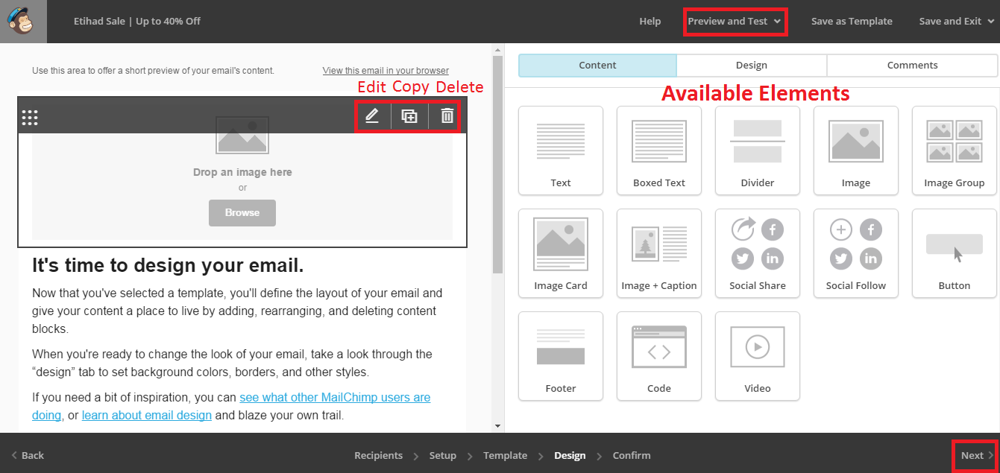 Etihad Sale | Up to 40% Off
Help
Preview and Test
Save as Template
Save and Exit
Use this area to offer a short preview of your email's content.
View this email in your browser
Edit Copy Delete
Drop an image here
or
Browse
It's time to design your email.
Now that you've selected a template, you'll define the layout of your email and
give your content a place to live by adding, rearranging, and deleting content
blocks.
When you're ready to change the look of your email, take a look through the
“design” tab to set background colors, borders, and other styles.
If you need a bit of inspiration, you can see what other MailChimp users are
doing, or learn about email design and blaze your own trail.
Content
Design
Comments
Available Elements
Text
Boxed Text
Divider
Image
Image Group
Image Card
Image + Caption
Social Share
Social Follow
Button
Footer
Code
Video
Back
Recipients
Setup
Template
Design
Confirm
Next